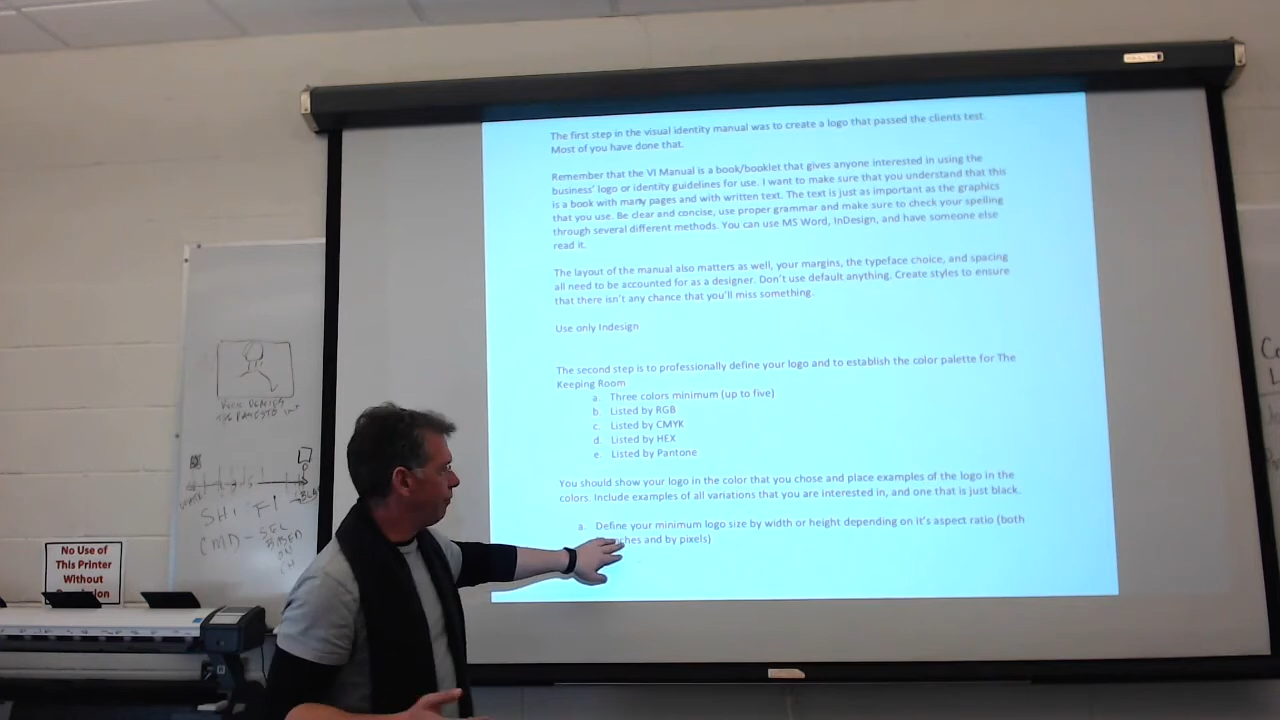 The first step in the visual identity manual was to create a logo that passed the clients test.
Most of you have done that.
Remember that the VI Manual is a book/booklet that gives anyone interested in using the
business' logo or identity guidelines for use. I want to make sure that you understand that this
is a book with many pages and with written text. The text is just as important as the graphics
that you use. Be clear and concise, use proper grammar and make sure to check your spelling
through several different methods. You can use MS Word, InDesign, and have someone else
read it.
The layout of the manual also matters as well, your margins, the typeface choice, and spacing
all need to be accounted for as a designer. Don't use default anything. Create styles to ensure
that there isn't any chance that you'll miss something.
Use only Indesign
The second step is to professionally define your logo and to establish the color palette for The
Keeping Room
a. Three colors minimum (up to five)
b. Listed by RGB
c. Listed by CMYK
d. Listed by HEX
e. Listed by Pantone
You should show your logo in the color that you chose and place examples of the logo in the
colors. Include examples of all variations that you are interested in, and one that is just black.
a. Define your minimum logo size by width or height depending on it's aspect ratio (both
and by pixels)
SHIFT
CMD -
No Use of
This Printer
Without